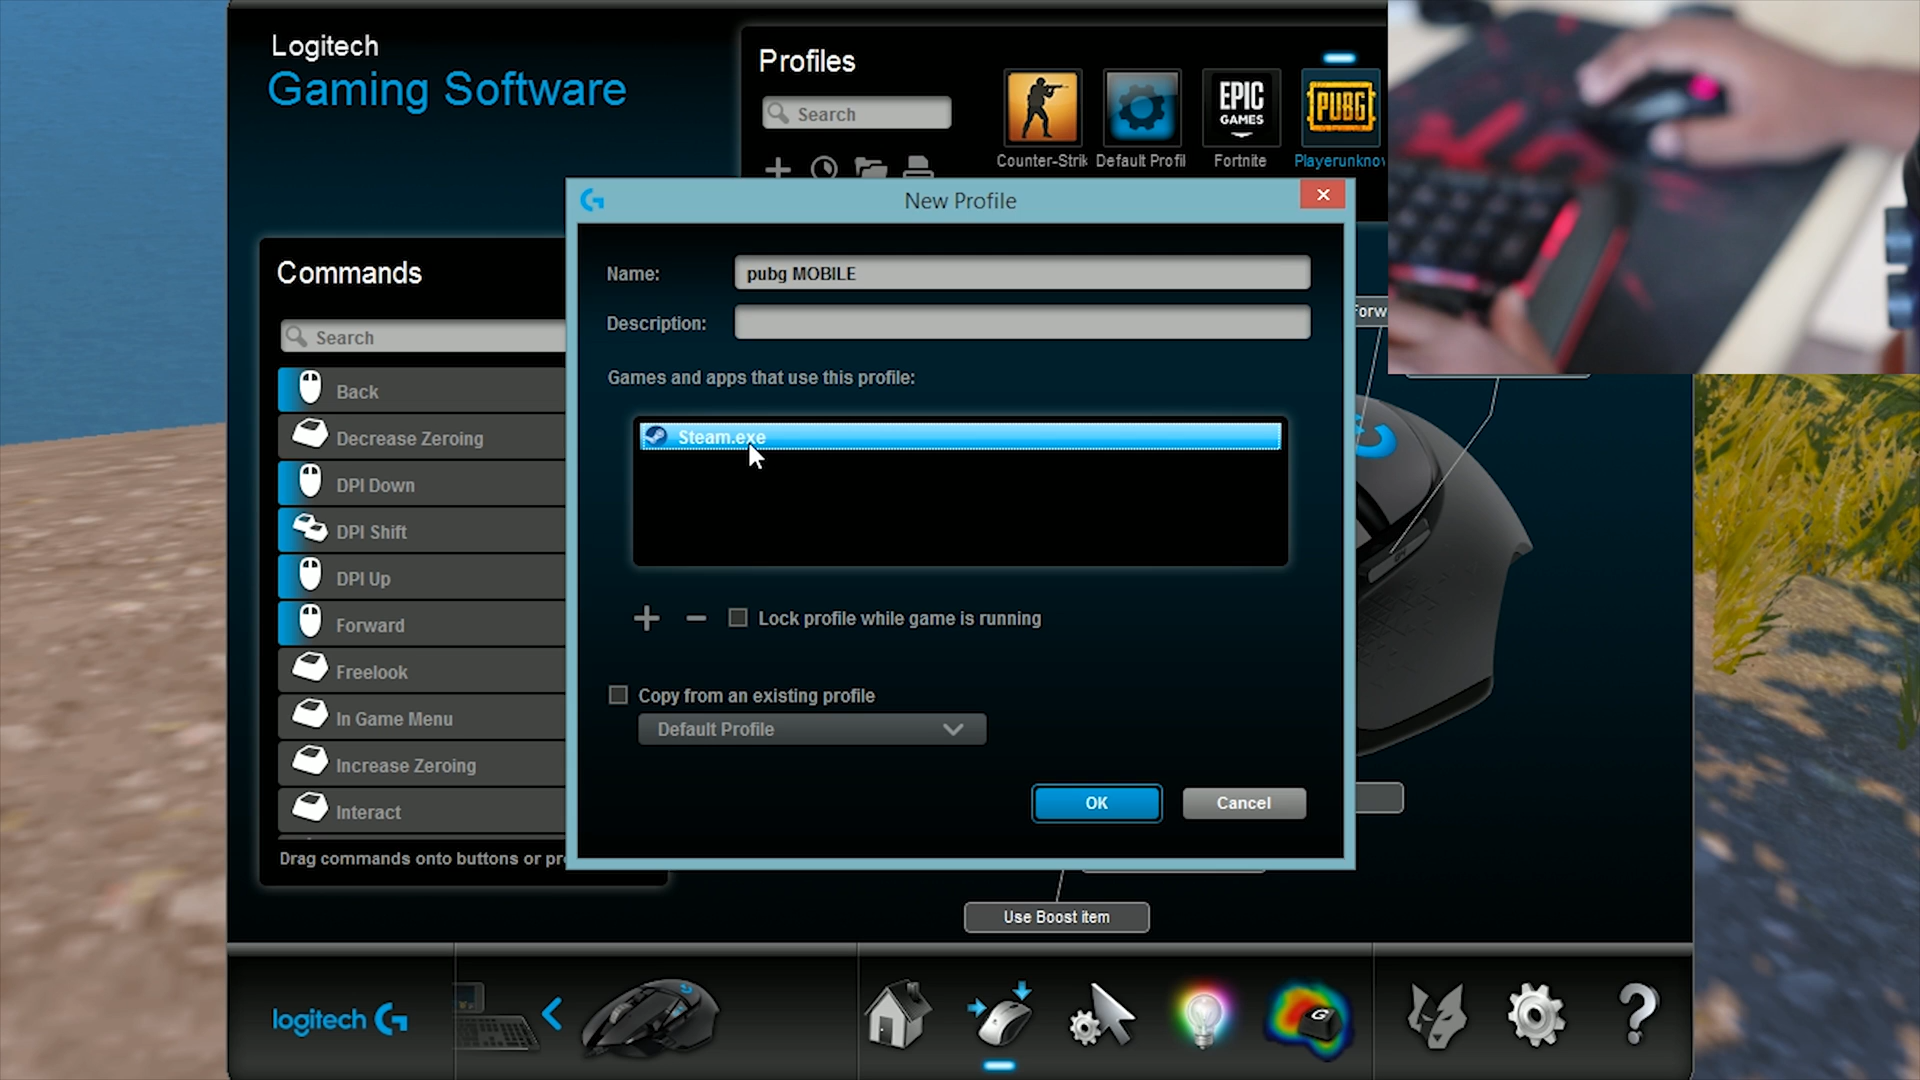 Logitech
Gaming Software
Profiles
Search
EPIC
GAMES
PUBG
Counter-Strik
Default Profil
Fortnite
Playerunknov
New Profile
Name:
pubg MOBILE
Description:
Games and apps that use this profile:
Steam.exe
Lock profile while game is running
Copy from an existing profile
Default Profile
OK
Cancel
Commands
Search
Back
Decrease Zeroing
DPI Down
DPI Shift
DPI Up
Forward
Freelook
In Game Menu
Increase Zeroing
Interact
Drag commands onto buttons or pr
Forw
Use Boost item
logitech G
G
?